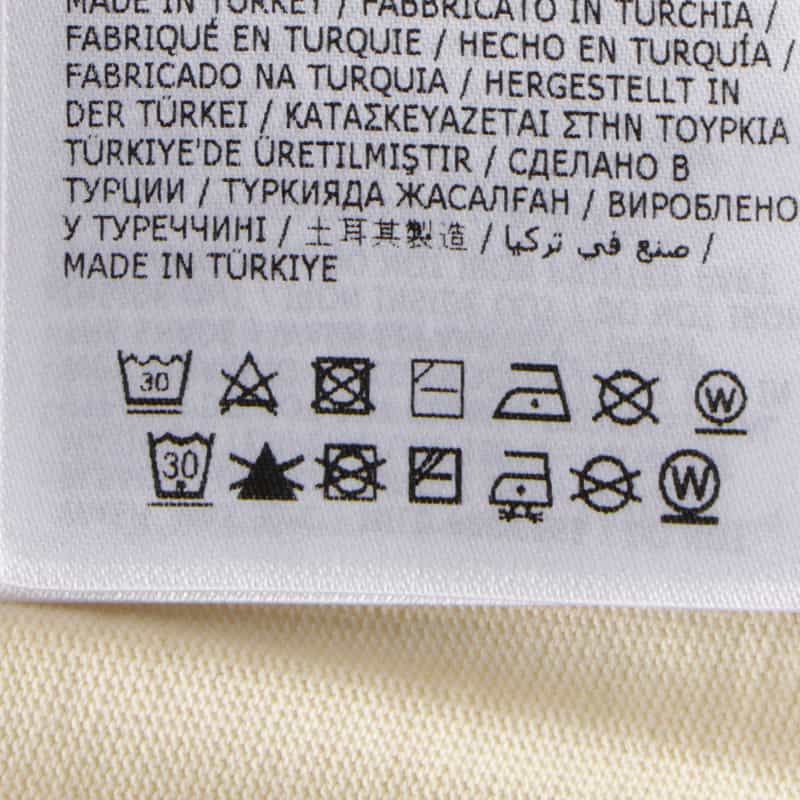 MADE IN TURKEY / FABBRICATO IN TURCHIA /
FABRIQUÉ EN TURQUIE / HECHO EN TURQUÍA /
FABRICADO NA TURQUIA / HERGESTELLT IN
DER TÜRKEI / ΚΑΤΑΣΚΕΥΑΖΕΤΑΙ ΣΤΗΝ ΤΟΥΡΚΙΑ
TÜRKIYE'DE ÜRETILMIŞTIR / СДЕЛАНО В
ТУРЦИИ / ТҮРКИЯДА ЖАСАЛҒАН / ВИРОБЛЕНО
У ТУРЕЧЧИНІ / 土耳其製造 / صنع في تركيا /
MADE IN TÜRKIYE
30 W
30 W